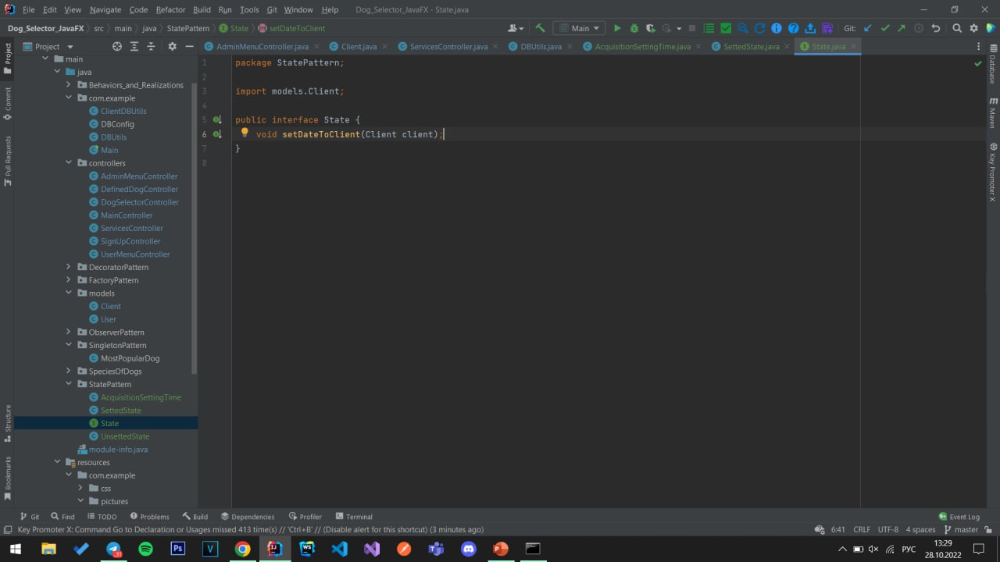 File Edit View Navigate Code Refactor Build Run Tools Git Window Help Dog_Selector_JavaFX - State.java
Dog_Selector_JavaFX src main java StatePattern State setDateToClient Main Git:
Project AdminMenuController.java Client.java ServicesController.java DBUtils.java AcquisitionSettingTime.java SettedState.java State.java
main
java
Behaviors_and_Realizations
com.example
ClientDBUtils
DBConfig
DBUtils
Main
controllers
AdminMenuController
DefinedDogController
DogSelectorController
MainController
ServicesController
SignUpController
UserMenuController
DecoratorPattern
FactoryPattern
models
Client
User
ObserverPattern
SingletonPattern
MostPopularDog
SpeciesOfDogs
StatePattern
AcquisitionSettingTime
SettedState
State
UnsettedState
module-info.java
resources
com.example
css
pictures
1 package StatePattern;
2
3 import models.Client;
4
5 public interface State {
6 void setDateToClient(Client client);
7 }
8
Project
Commit
Pull Requests
Structure
Bookmarks
Database
m Maven
Key Promoter X
Git Find TODO Problems Build Dependencies Profiler Terminal Event Log
Key Promoter X: Command Go to Declaration or Usages missed 413 time(s) // 'Ctrl+B' // (Disable alert for this shortcut) (3 minutes ago) 6:41 CRLF UTF-8 4 spaces master
РУС 13:29
28.10.2022